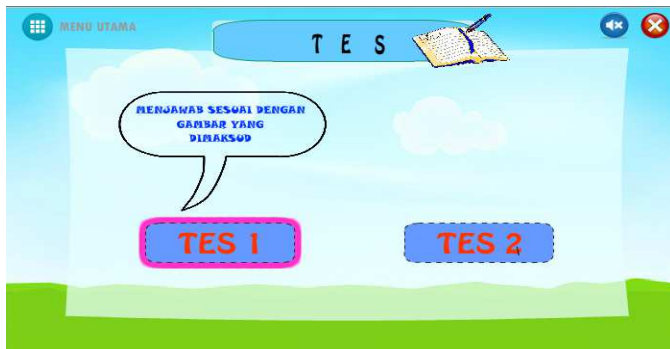 MENU UTAMA
T E S
MENJAWAB SESUAI DENGAN
GAMBAR YANG
DIMAKSUD
TES 1
TES 2